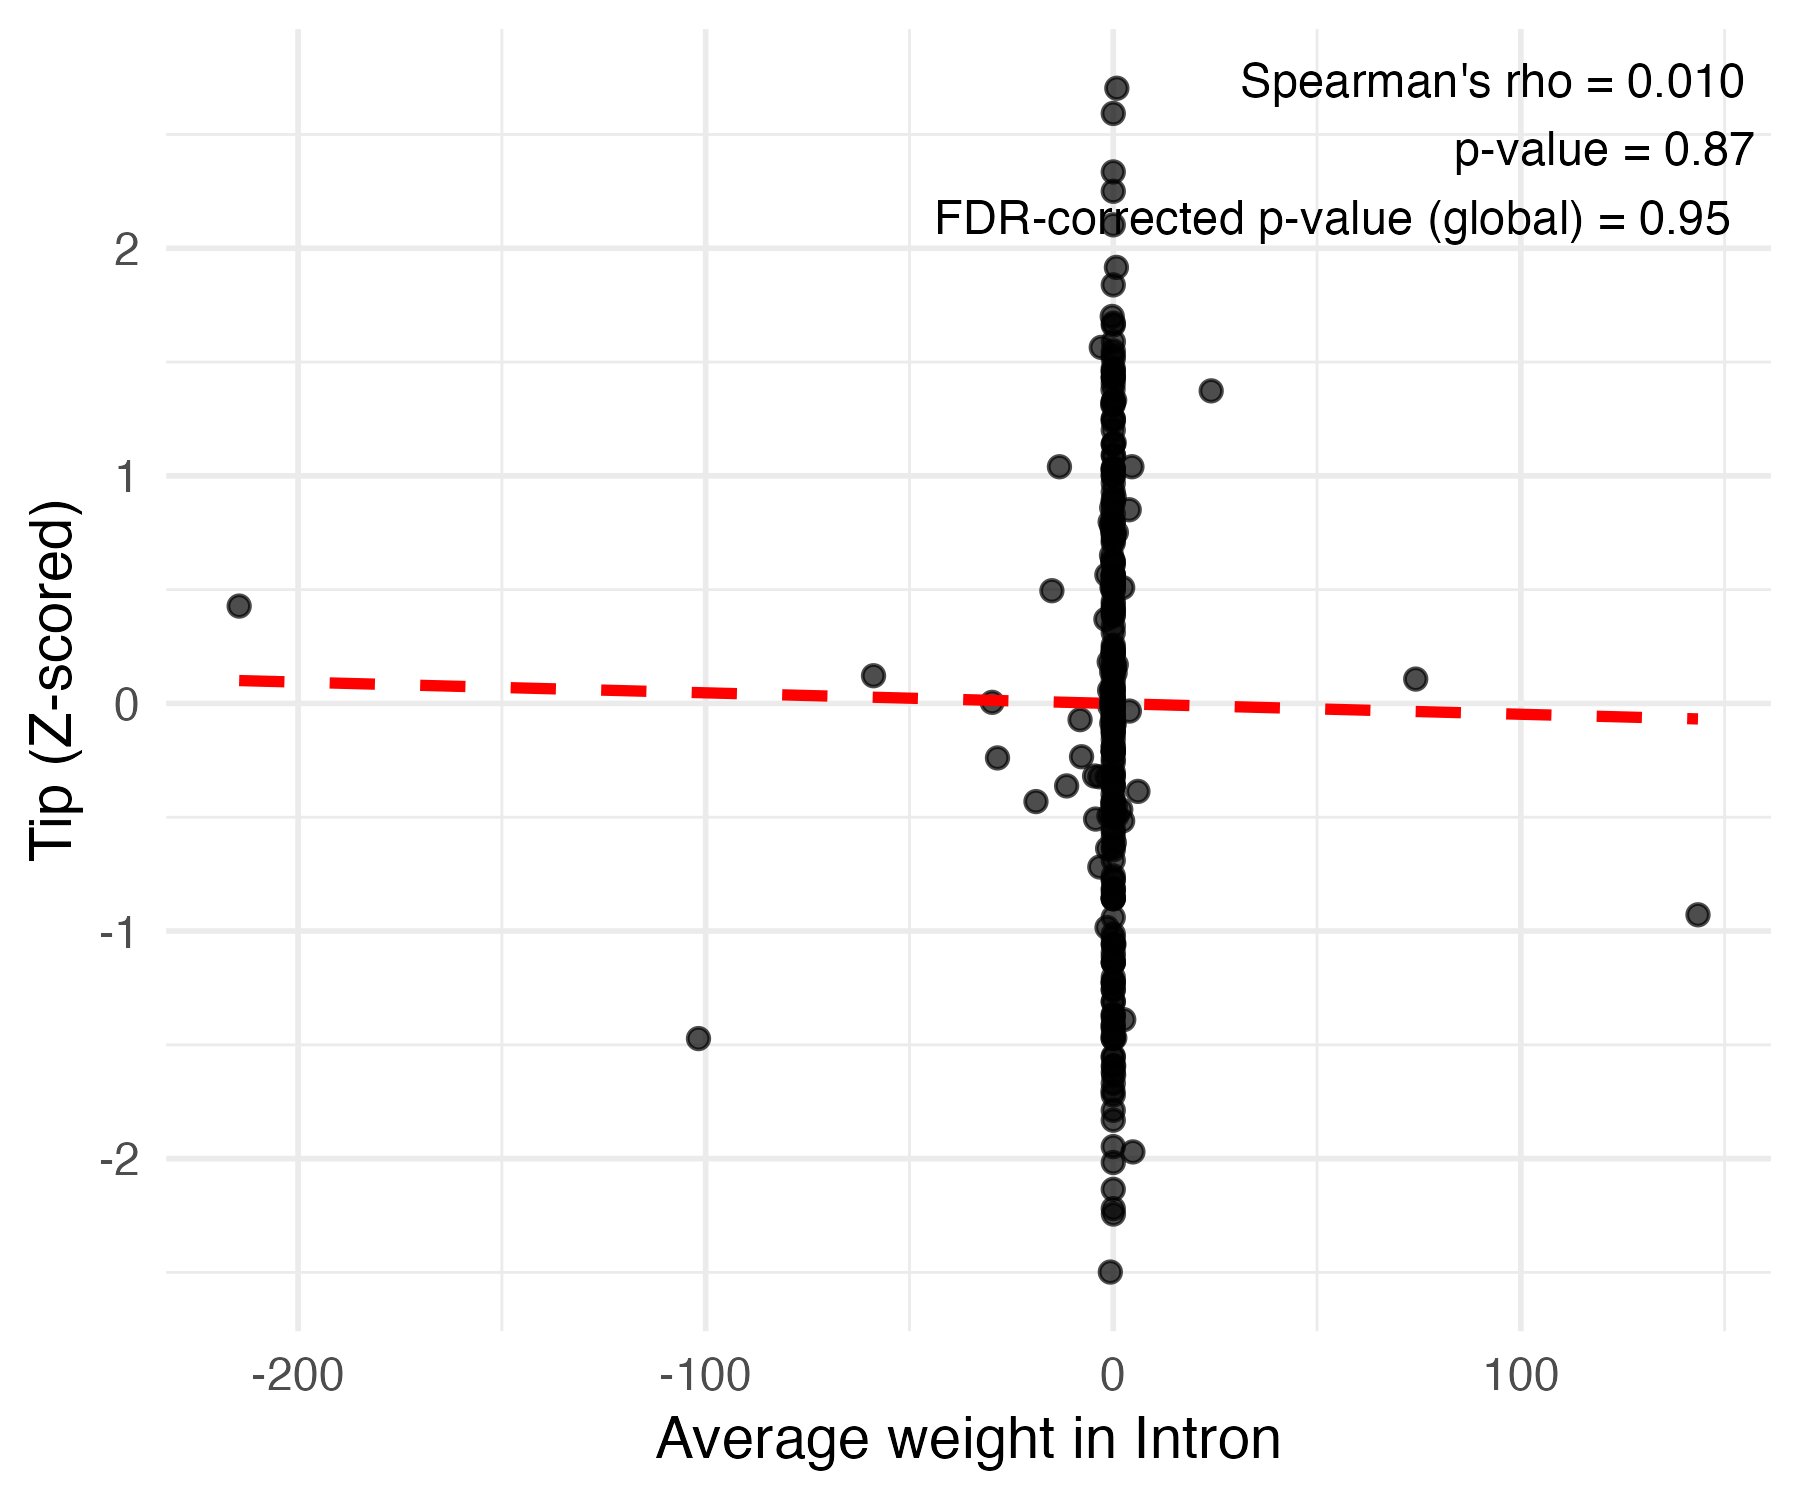 Spearman's rho = 0.010
p-value = 0.87
FDR-corrected p-value (global) = 0.95
2
1
0
-1
-2
Tip (Z-scored)
-200 -100 0 100
Average weight in Intron